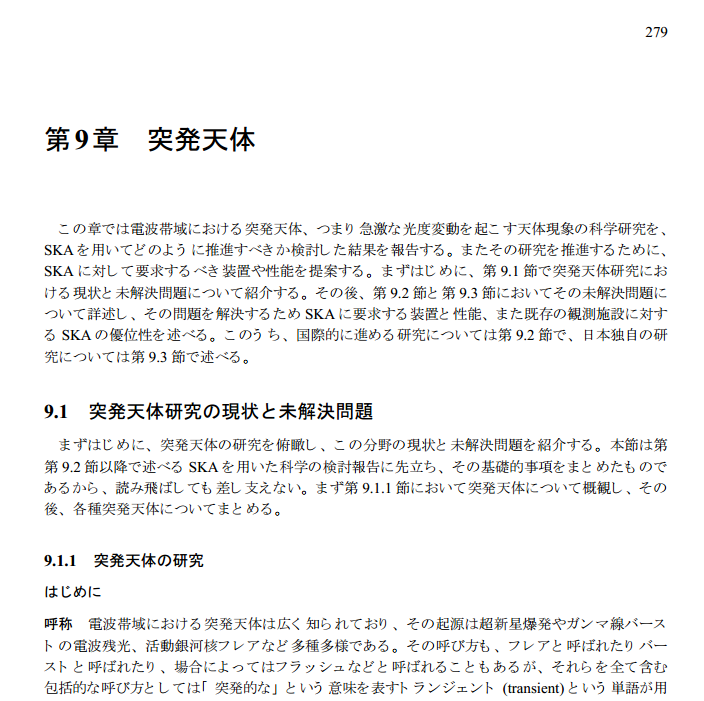 279
第9章　突発天体
この章では電波帯域における突発天体、つまり急激な光度変動を起こす天体現象の科学研究を、
SKAを用いてどのように推進すべきか検討した結果を報告する。またその研究を推進するために、
SKAに対して要求するべき装置や性能を提案する。まずはじめに、第9.1節で突発天体研究にお
ける現状と未解決問題について紹介する。その後、第9.2節と第9.3節においてその未解決問題に
ついて詳述し、その問題を解決するためSKAに要求する装置と性能、また既存の観測施設に対す
るSKAの優位性を述べる。このうち、国際的に進める研究については第9.2節で、日本独自の研
究については第9.3節で述べる。
9.1　突発天体研究の現状と未解決問題
まずはじめに、突発天体の研究を俯瞰し、この分野の現状と未解決問題を紹介する。本節は第
第9.2節以降で述べるSKAを用いた科学の検討報告に先立ち、その基礎的事項をまとめたもので
あるから、読み飛ばしても差し支えない。まず第9.1.1節において突発天体について概観し、その
後、各種突発天体についてまとめる。
9.1.1　突発天体の研究
はじめに
呼称　電波帯域における突発天体は広く知られており、その起源は超新星爆発やガンマ線バース
トの電波残光、活動銀河核フレアなど多種多様である。その呼び方も、フレアと呼ばれたりバー
ストと呼ばれたり、場合によってはフラッシュなどと呼ばれることもあるが、それらを全て含む
包括的な呼び方としては「突発的な」という意味を表すトランジェント (transient)という単語が用